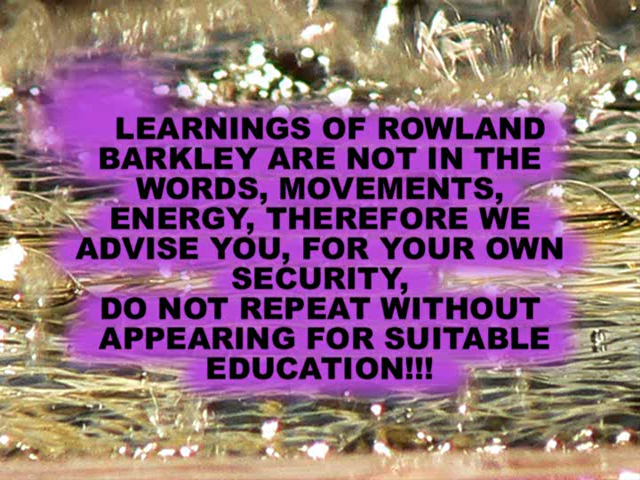 LEARNINGS OF ROWLAND
BARKLEY ARE NOT IN THE
WORDS, MOVEMENTS,
ENERGY, THEREFORE WE
ADVISE YOU, FOR YOUR OWN
SECURITY,
DO NOT REPEAT WITHOUT
APPEARING FOR SUITABLE
EDUCATION!!!